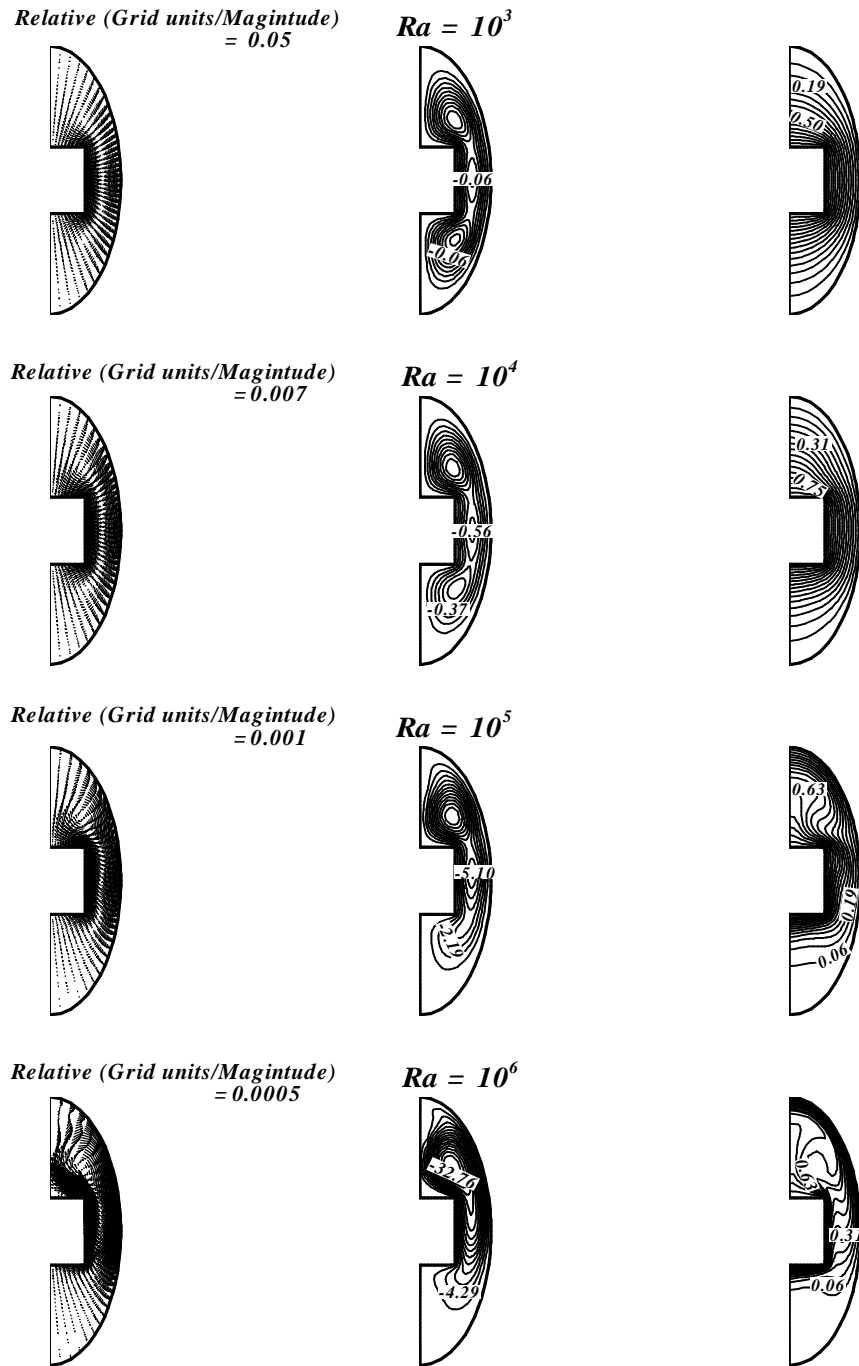 Relative (Grid units/Magintude)
= 0.05
Ra = 10³
-0.06
-0.06
0.19
0.50
Relative (Grid units/Magintude)
=0.007
Ra = 10⁴
-0.56
-0.37
0.31
0.75
Relative (Grid units/Magintude)
=0.001
Ra = 10⁵
-5.10
-2.19
0.63
0.19
0.06
Relative (Grid units/Magintude)
=0.0005
Ra = 10⁶
-32.76
-4.29
0.63
0.31
0.06